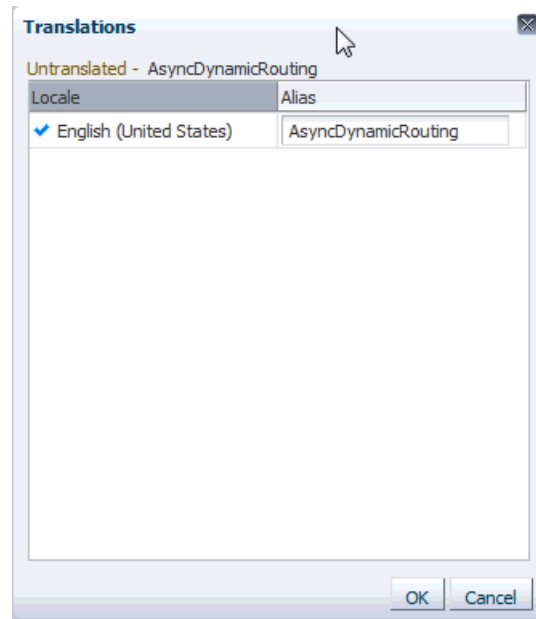 Translations
Untranslated - AsyncDynamicRouting
Locale Alias
English (United States) AsyncDynamicRouting
OK Cancel